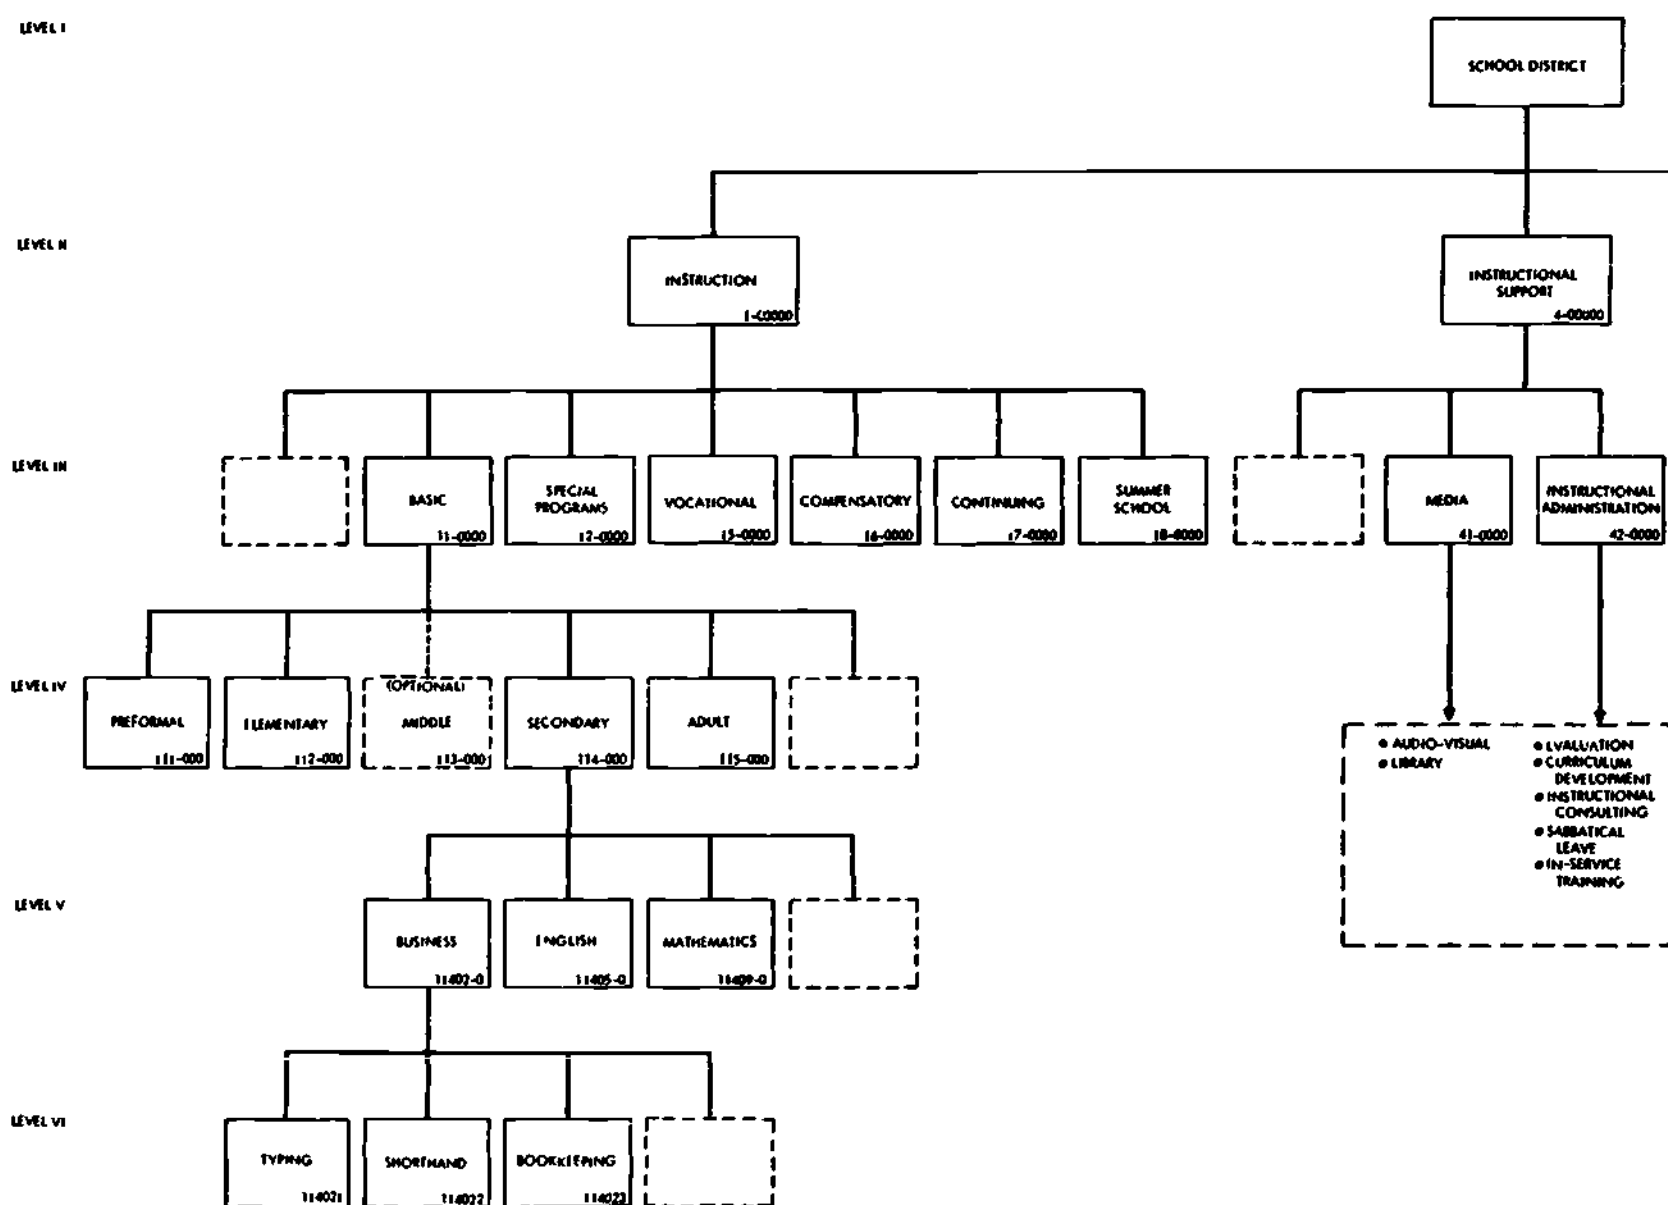 LEVEL I
SCHOOL DISTRICT
LEVEL II
INSTRUCTION
1-00000
INSTRUCTIONAL
SUPPORT
4-00000
LEVEL III
BASIC
11-0000
SPECIAL
PROGRAMS
12-0000
VOCATIONAL
15-0000
COMPENSATORY
16-0000
CONTINUING
17-0000
SUMMER
SCHOOL
18-0000
MEDIA
41-0000
INSTRUCTIONAL
ADMINISTRATION
42-0000
LEVEL IV
PREFORMAL
111-000
ELEMENTARY
112-000
(OPTIONAL)
MIDDLE
113-000
SECONDARY
114-000
ADULT
115-000
• AUDIO-VISUAL
• LIBRARY
• EVALUATION
• CURRICULUM
DEVELOPMENT
• INSTRUCTIONAL
CONSULTING
• SABBATICAL
LEAVE
• IN-SERVICE
TRAINING
LEVEL V
BUSINESS
11402-0
ENGLISH
11405-0
MATHEMATICS
11409-0
LEVEL VI
TYPING
114021
SHORTHAND
114022
BOOKKEEPING
114023